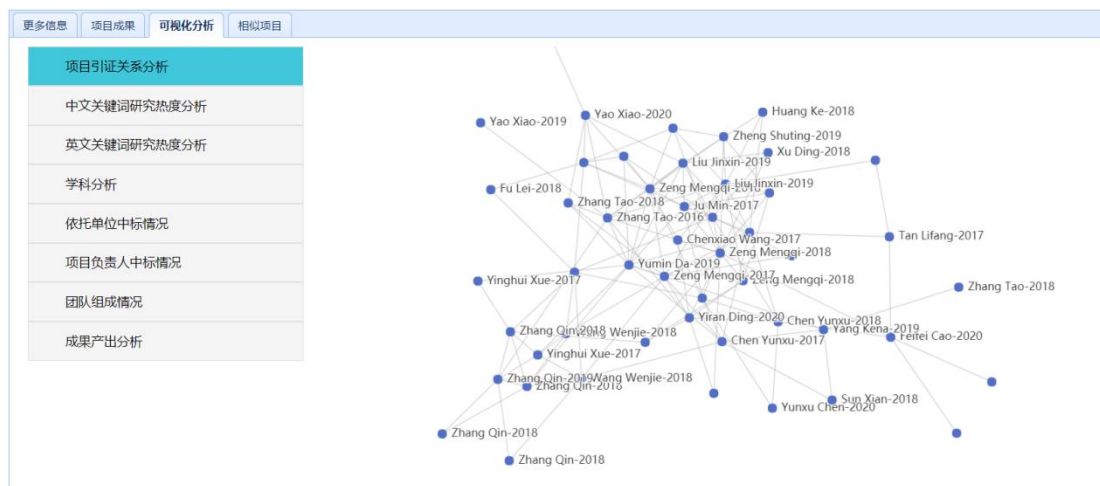 更多信息 项目成果 可视化分析 相似项目
项目引证关系分析
中文关键词研究热度分析
英文关键词研究热度分析
学科分析
依托单位中标情况
项目负责人中标情况
团队组成情况
成果产出分析
Huang Ke-2018
Yao Xiao-2019
Yao Xiao-2020
Zheng Shuting-2019
Xu Ding-2018
Liu Jinxin-2019
Liu Jinxin-2019
Fu Lei-2018
Zeng Mengqi-2018
Zhang Tao-2018
Ju Min-2017
Zhang Tao-2016
Chenxiao Wang-2017
Tan Lifang-2017
Zeng Mengqi-2018
Yumin Da-2019
Yinghui Xue-2017
Zeng Mengqi-2017
Zeng Mengqi-2018
Zhang Tao-2018
Yiran Ding-2020
Chen Yunxu-2018
Zhang Qin-2018
Wang Wenjie-2018
Yang Kena-2019
Feifei Cao-2020
Chen Yunxu-2017
Yinghui Xue-2017
Zhang Qin-2019
Wang Wenjie-2018
Zhang Qin-2018
Sun Xian-2018
Yunxu Chen-2020
Zhang Qin-2018
Zhang Qin-2018